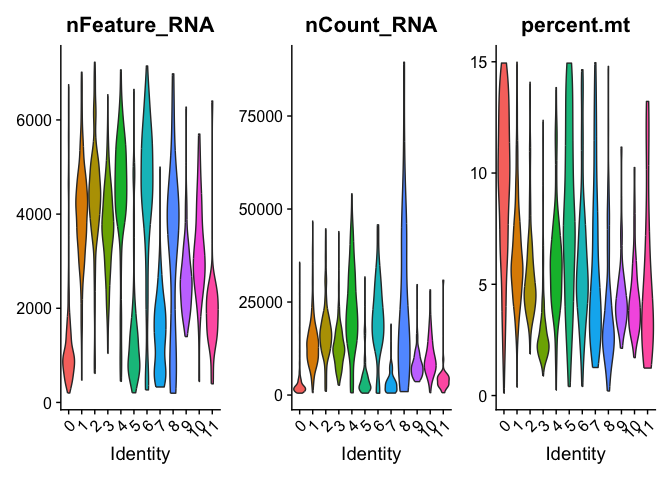 nFeature_RNA
6000
4000
2000
0
0 1 2 3 4 5 6 7 8 9 10 11
Identity
nCount_RNA
75000
50000
25000
0
0 1 2 3 4 5 6 7 8 9 10 11
Identity
percent.mt
15
10
5
0
0 1 2 3 4 5 6 7 8 9 10 11
Identity